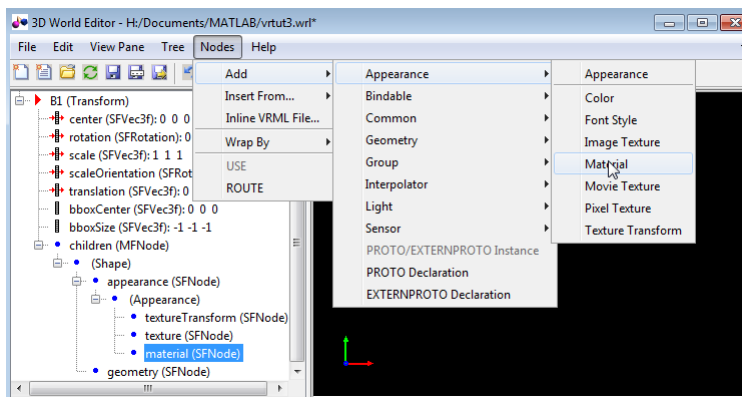 3D World Editor - H:/Documents/MATLAB/vrtut3.wrl*
File Edit View Pane Tree Nodes Help
B1 (Transform)
center (SFVec3f): 0 0 0
rotation (SFRotation): 0
scale (SFVec3f): 1 1 1
scaleOrientation (SFRot
translation (SFVec3f): 0
bboxCenter (SFVec3f): 0 0 0
bboxSize (SFVec3f): -1 -1 -1
children (MFNode)
(Shape)
appearance (SFNode)
(Appearance)
textureTransform (SFNode)
texture (SFNode)
material (SFNode)
geometry (SFNode)
Add
Insert From...
Inline VRML File...
Wrap By
USE
ROUTE
Appearance
Bindable
Common
Geometry
Group
Interpolator
Light
Sensor
PROTO/EXTERNPROTO Instance
PROTO Declaration
EXTERNPROTO Declaration
Appearance
Color
Font Style
Image Texture
Material
Movie Texture
Pixel Texture
Texture Transform